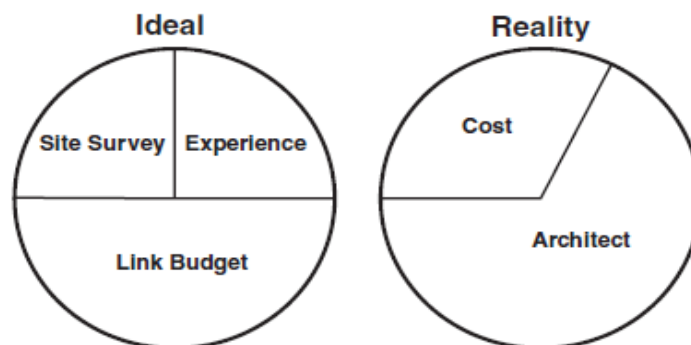 Ideal
Reality
Site Survey
Experience
Cost
Link Budget
Architect